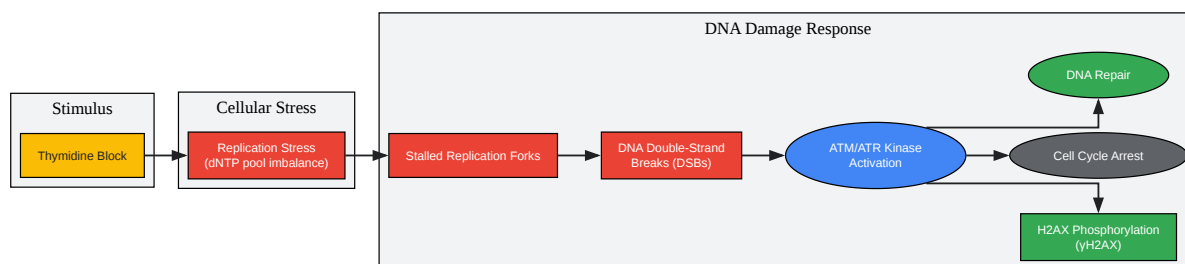 DNA Damage Response
Stimulus
Thymidine Block
Cellular Stress
Replication Stress
(dNTP pool imbalance)
Stalled Replication Forks
DNA Double-Strand
Breaks (DSBs)
ATM/ATR Kinase
Activation
DNA Repair
Cell Cycle Arrest
H2AX Phosphorylation
(γH2AX)